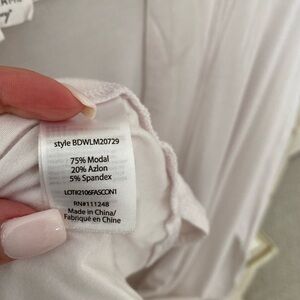 style BDWLM20729
75% Modal
20% Azlon
5% Spandex
LOT#2106FASCON1
RN#111248
Made in China/
Fabriqué en Chine